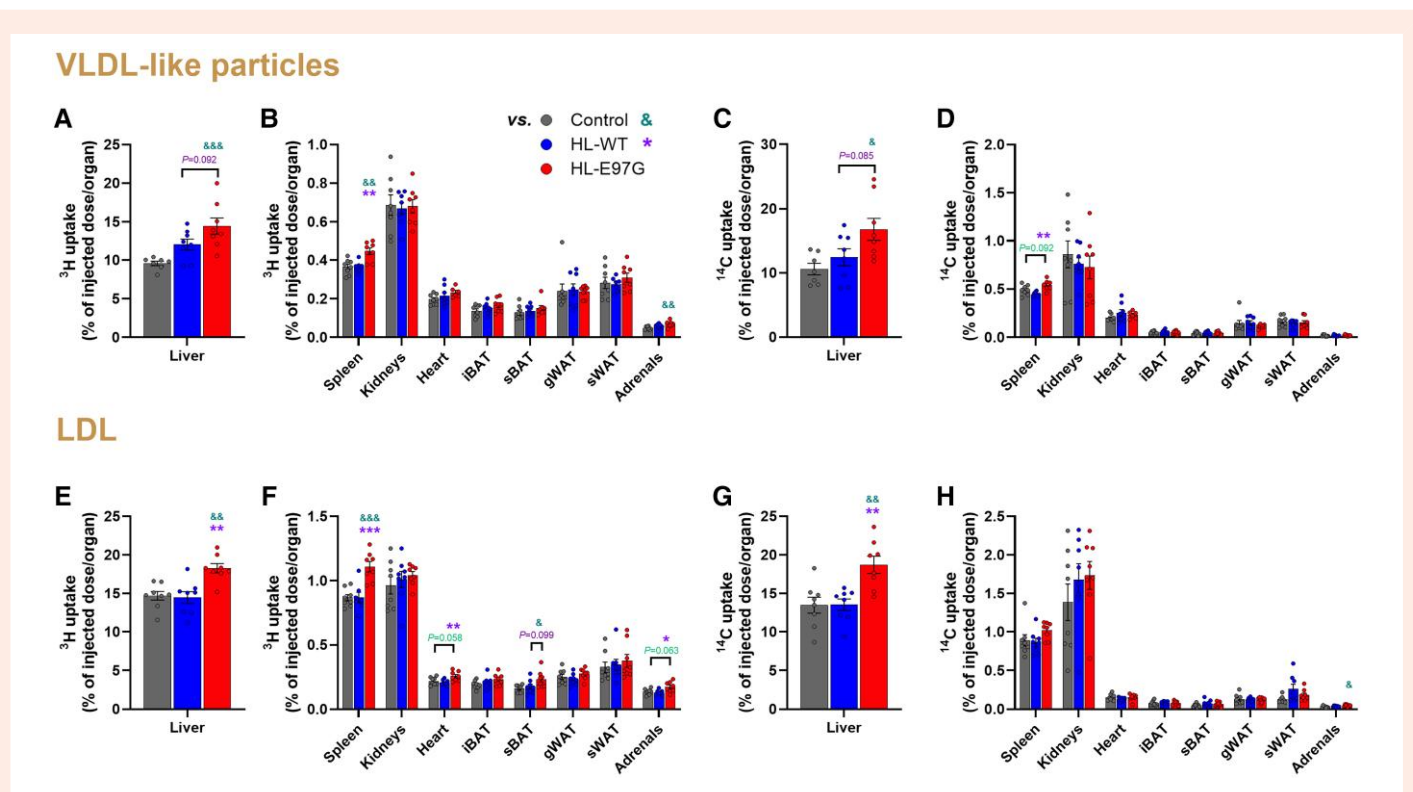 VLDL-like particles
A
³H uptake
(% of injected dose/organ)
25
20
15
10
5
0
&&&
P=0.092
Liver
B
³H uptake
(% of injected dose/organ)
1.0
0.8
0.6
0.4
0.2
0.0
vs. Control &
HL-WT *
HL-E97G
&&
**
&&
Spleen
Kidneys
Heart
iBAT
sBAT
gWAT
sWAT
Adrenals
C
¹⁴C uptake
(% of injected dose/organ)
30
20
10
0
&
P=0.085
Liver
D
¹⁴C uptake
(% of injected dose/organ)
2.0
1.5
1.0
0.5
0.0
**
P=0.092
Spleen
Kidneys
Heart
iBAT
sBAT
gWAT
sWAT
Adrenals
LDL
E
³H uptake
(% of injected dose/organ)
25
20
15
10
5
0
&&
**
Liver
F
³H uptake
(% of injected dose/organ)
1.5
1.0
0.5
0.0
&&&
***
**
P=0.058
&
P=0.099
*
P=0.063
Spleen
Kidneys
Heart
iBAT
sBAT
gWAT
sWAT
Adrenals
G
¹⁴C uptake
(% of injected dose/organ)
25
20
15
10
5
0
&&
**
Liver
H
¹⁴C uptake
(% of injected dose/organ)
2.5
2.0
1.5
1.0
0.5
0.0
&
Spleen
Kidneys
Heart
iBAT
sBAT
gWAT
sWAT
Adrenals